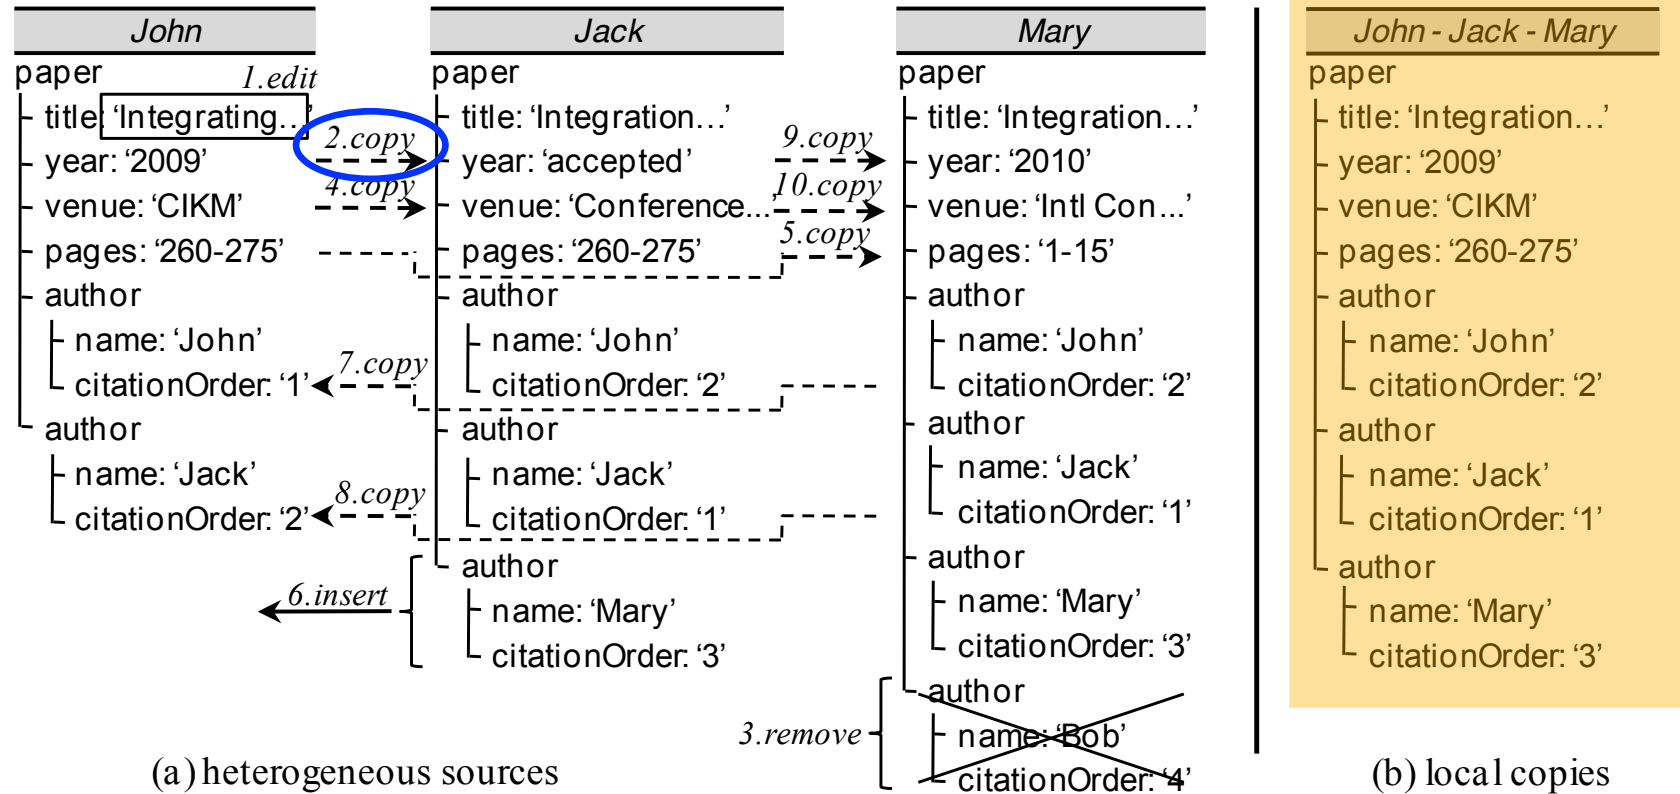 John
paper
1.edit
title: ‘Integrating...’
year: ‘2009’
venue: ‘CIKM’
pages: ‘260-275’
author
name: ‘John’
citationOrder: ‘1’
author
name: ‘Jack’
citationOrder: ‘2’
2.copy
4.copy
7.copy
8.copy
6.insert
Jack
paper
title: ‘Integration...’
year: ‘accepted’
venue: ‘Conference...’
pages: ‘260-275’
author
name: ‘John’
citationOrder: ‘2’
author
name: ‘Jack’
citationOrder: ‘1’
author
name: ‘Mary’
citationOrder: ‘3’
9.copy
10.copy
5.copy
3.remove
Mary
paper
title: ‘Integration...’
year: ‘2010’
venue: ‘Intl Con...’
pages: ‘1-15’
author
name: ‘John’
citationOrder: ‘2’
author
name: ‘Jack’
citationOrder: ‘1’
author
name: ‘Mary’
citationOrder: ‘3’
author
name: ‘Bob’
citationOrder: ‘4’
(a) heterogeneous sources
John - Jack - Mary
paper
title: ‘Integration...’
year: ‘2009’
venue: ‘CIKM’
pages: ‘260-275’
author
name: ‘John’
citationOrder: ‘2’
author
name: ‘Jack’
citationOrder: ‘1’
author
name: ‘Mary’
citationOrder: ‘3’
(b) local copies